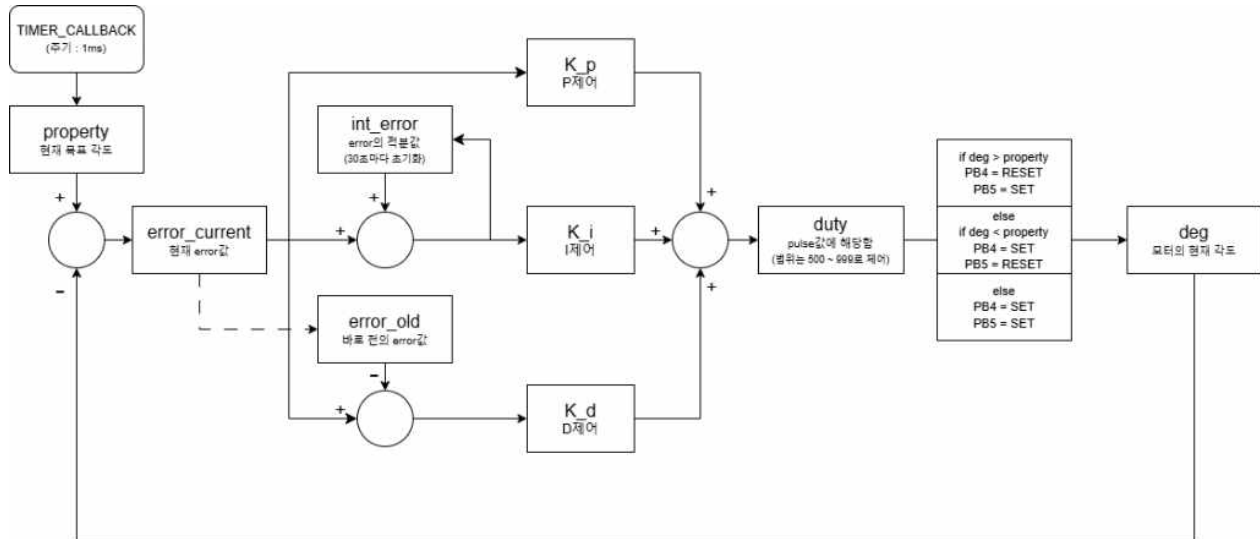 TIMER_CALLBACK
(주기 : 1ms)
property
현재 목표 각도
+
−
error_current
현재 error값
int_error
error의 적분값
(30초마다 초기화)
+
+
error_old
바로 전의 error값
−
+
K_p
P제어
K_i
I제어
K_d
D제어
+
+
+
duty
pulse값에 해당함
(범위는 500 ~ 999로 제어)
if deg > property
PB4 = RESET
PB5 = SET
else
if deg < property
PB4 = SET
PB5 = RESET
else
PB4 = SET
PB5 = SET
deg
모터의 현재 각도